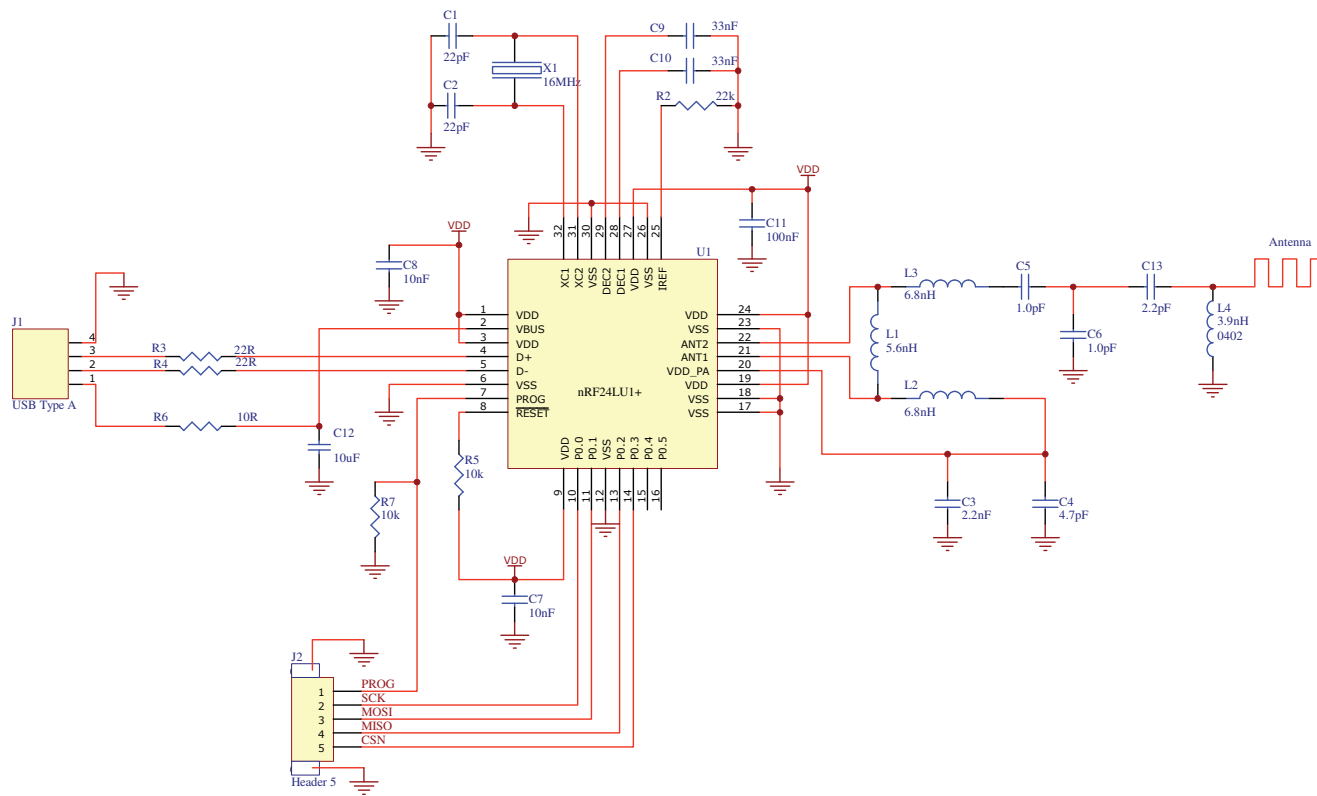 C1
22pF
C2
22pF
X1
16MHz
C9
33nF
C10
33nF
R2
22k
VDD
C11
100nF
VDD
C8
10nF
U1
32
31
30
29
28
27
26
25
XC1
XC2
VSS
DEC2
DEC1
VDD
VSS
IREF
1
2
3
4
5
6
7
8
VDD
VBUS
VDD
D+
D-
VSS
PROG
RESET
nRF24LU1+
VDD
VSS
ANT2
ANT1
VDD_PA
VDD
VSS
VSS
24
23
22
21
20
19
18
17
VDD
P0.0
P0.1
VSS
P0.2
P0.3
P0.4
P0.5
9
10
11
12
13
14
15
16
J1
4
3
2
1
USB Type A
R3
22R
R4
22R
R6
10R
C12
10uF
R5
10k
R7
10k
VDD
C7
10nF
L3
6.8nH
L1
5.6nH
L2
6.8nH
C5
1.0pF
C6
1.0pF
C13
2.2pF
L4
3.9nH
0402
Antenna
C3
2.2nF
C4
4.7pF
J2
1
2
3
4
5
PROG
SCK
MOSI
MISO
CSN
Header 5